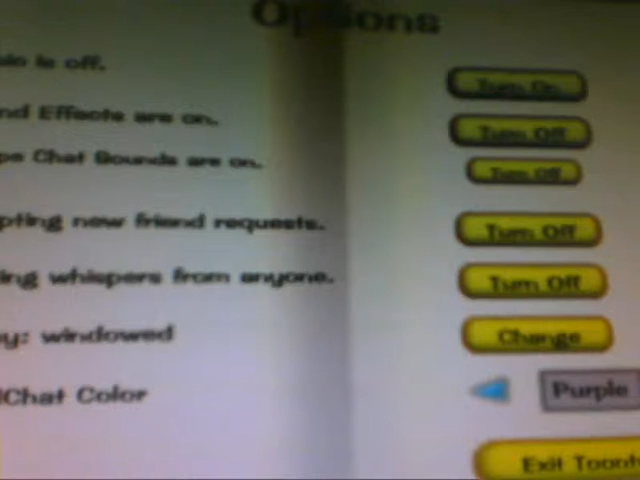 Options
is off. Turn On
Effects are on. Turn Off
Chat Sounds are on. Turn Off
pting new friend requests. Turn Off
ing whispers from anyone. Turn Off
y: windowed Change
Chat Color Purple
Exit Toont